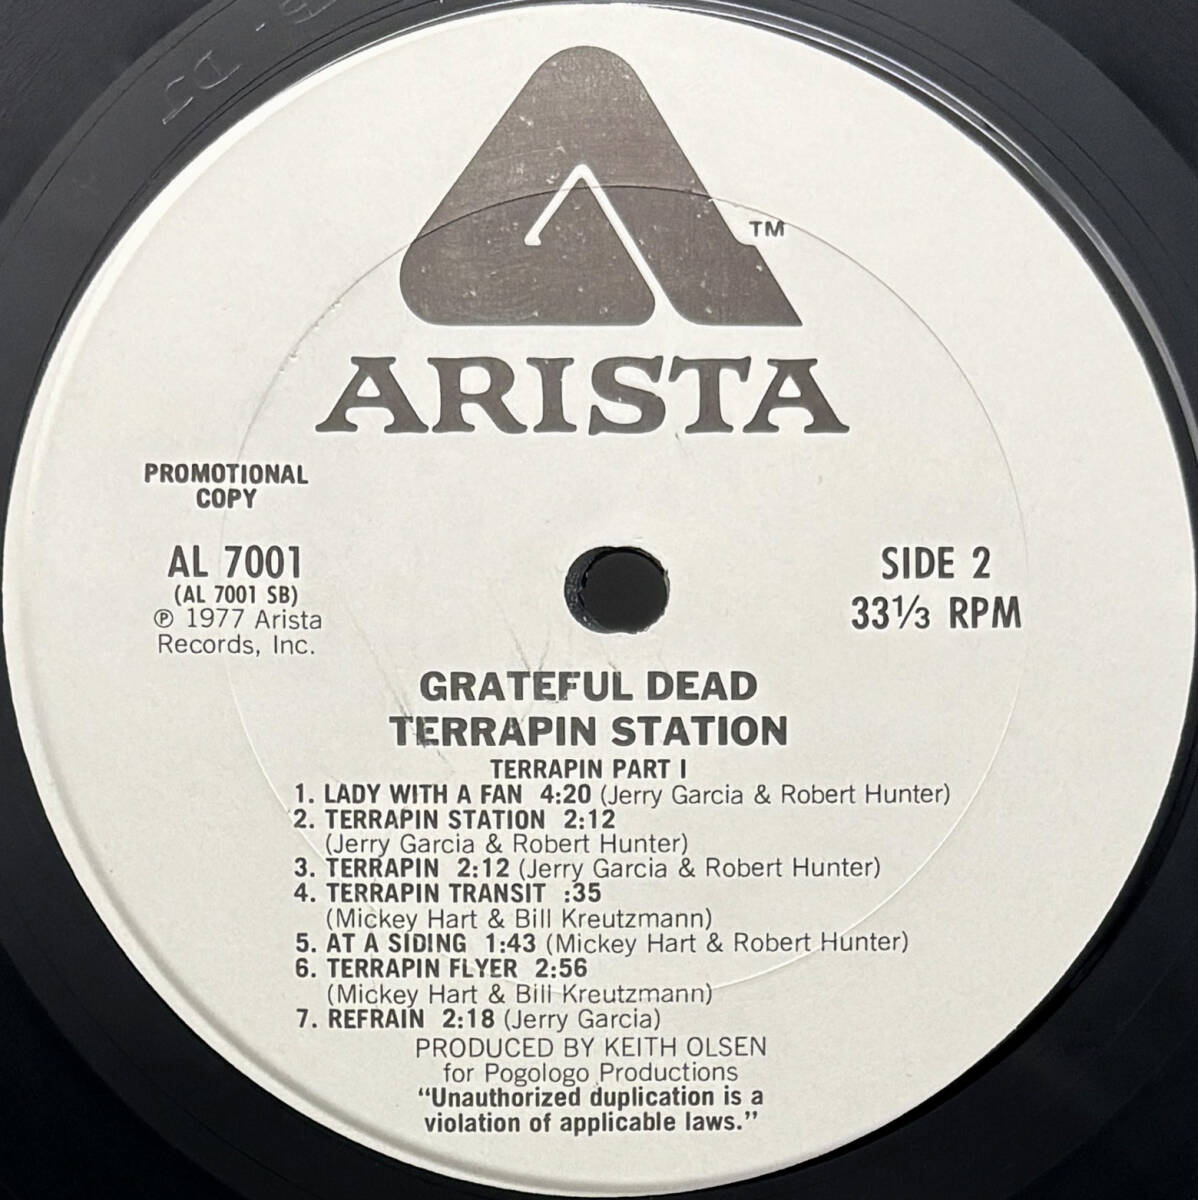 TM
ARISTA
PROMOTIONAL
COPY
AL 7001
(AL 7001 SB)
℗ 1977 Arista
Records, Inc.
SIDE 2
33⅓ RPM
GRATEFUL DEAD
TERRAPIN STATION
TERRAPIN PART I
1. LADY WITH A FAN 4:20 (Jerry Garcia & Robert Hunter)
2. TERRAPIN STATION 2:12
(Jerry Garcia & Robert Hunter)
3. TERRAPIN 2:12 (Jerry Garcia & Robert Hunter)
4. TERRAPIN TRANSIT :35
(Mickey Hart & Bill Kreutzmann)
5. AT A SIDING 1:43 (Mickey Hart & Robert Hunter)
6. TERRAPIN FLYER 2:56
(Mickey Hart & Bill Kreutzmann)
7. REFRAIN 2:18 (Jerry Garcia)
PRODUCED BY KEITH OLSEN
for Pogologo Productions
“Unauthorized duplication is a
violation of applicable laws.”